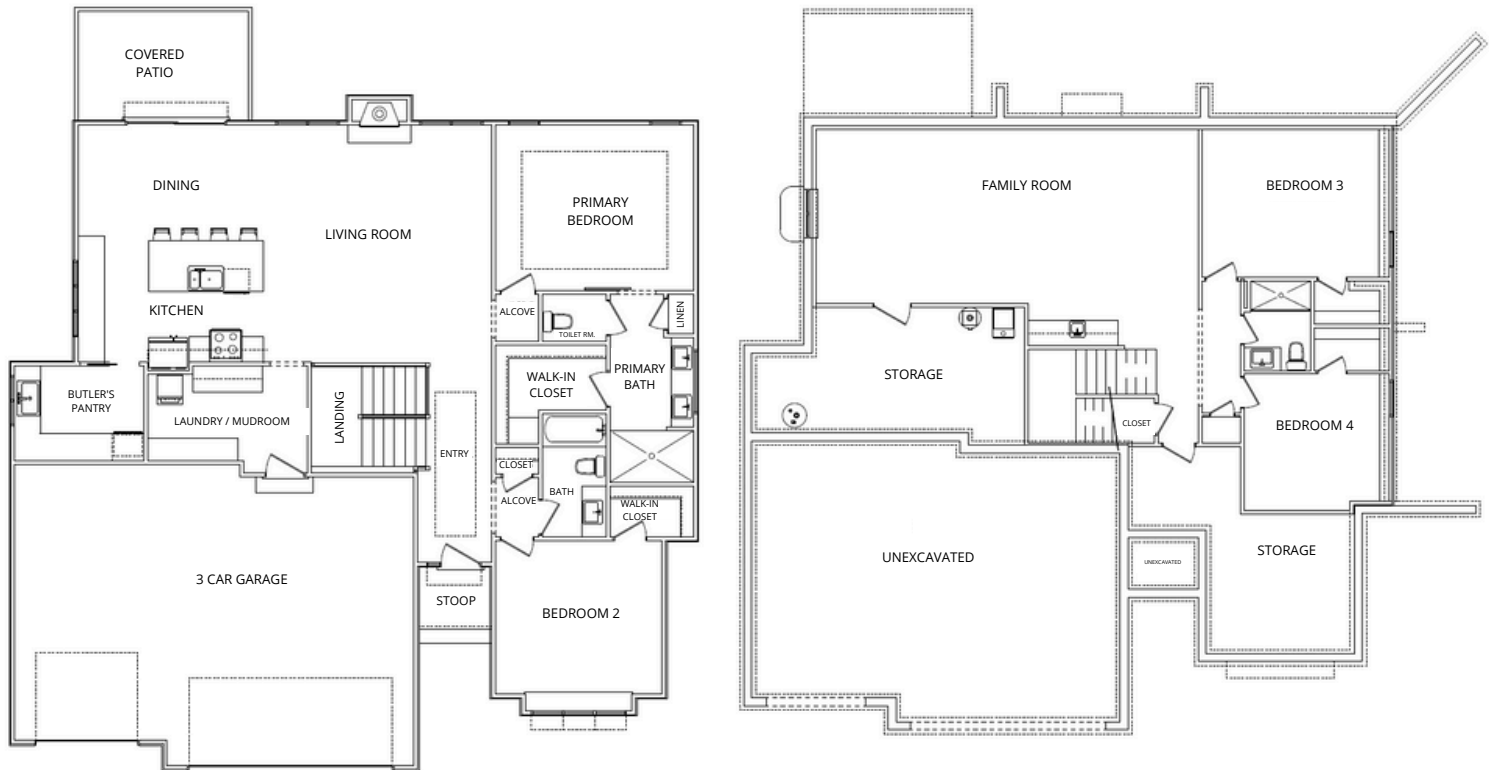 COVERED
PATIO
DINING
LIVING ROOM
PRIMARY
BEDROOM
KITCHEN
ALCOVE
TOILET RM.
LINEN
BUTLER'S
PANTRY
LAUNDRY / MUDROOM
LANDING
ENTRY
WALK-IN
CLOSET
PRIMARY
BATH
CLOSET
ALCOVE
BATH
WALK-IN
CLOSET
3 CAR GARAGE
STOOP
BEDROOM 2
FAMILY ROOM
BEDROOM 3
STORAGE
CLOSET
BEDROOM 4
UNEXCAVATED
UNEXCAVATED
STORAGE